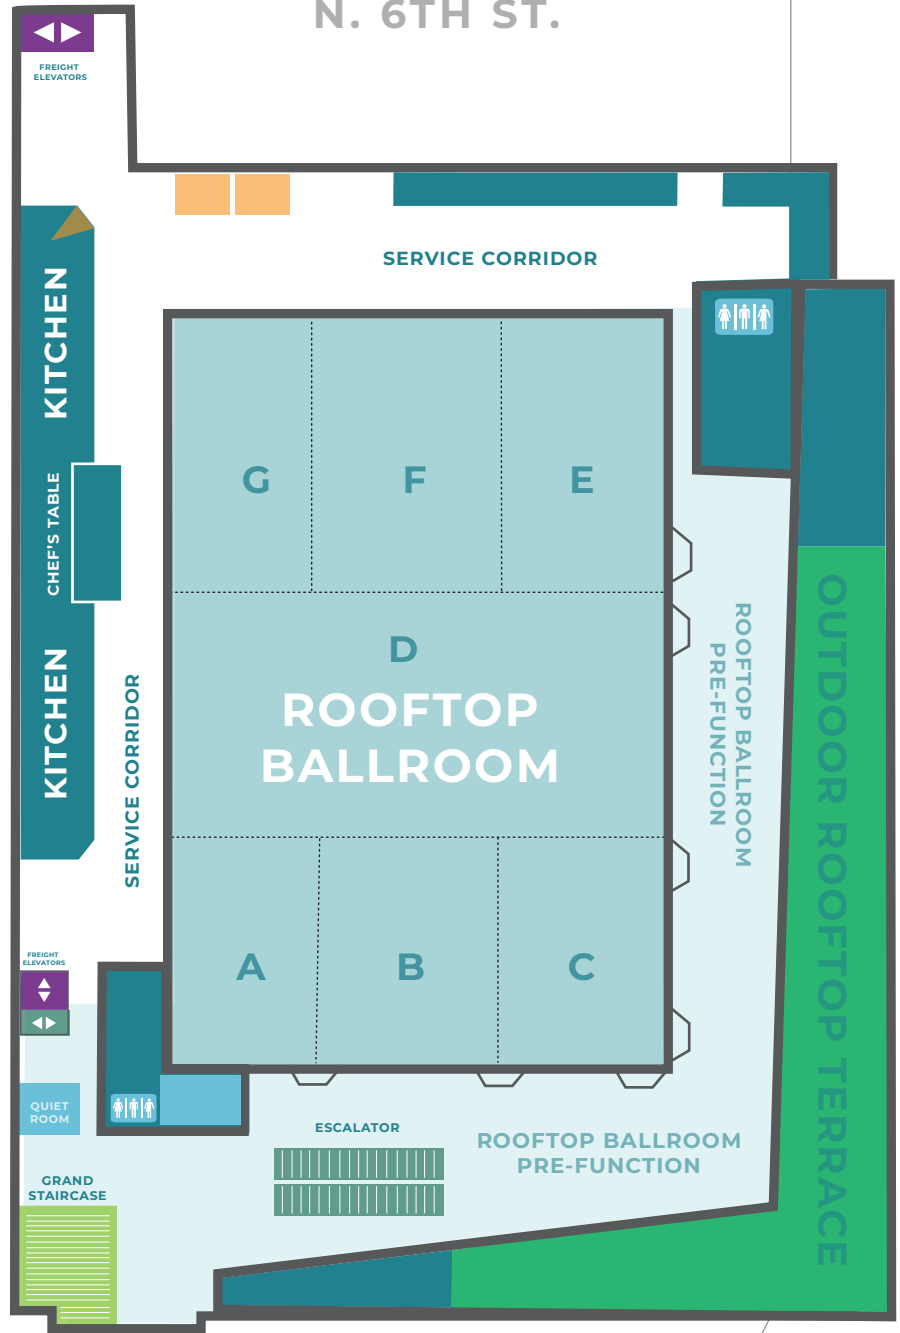 N. 6TH ST.
FREIGHT
ELEVATORS
SERVICE CORRIDOR
KITCHEN
CHEF'S TABLE
KITCHEN
SERVICE CORRIDOR
G
F
E
D
ROOFTOP
BALLROOM
A
B
C
ROOFTOP BALLROOM
PRE-FUNCTION
OUTDOOR ROOFTOP TERRACE
FREIGHT
ELEVATORS
QUIET
ROOM
GRAND
STAIRCASE
ESCALATOR
ROOFTOP BALLROOM
PRE-FUNCTION